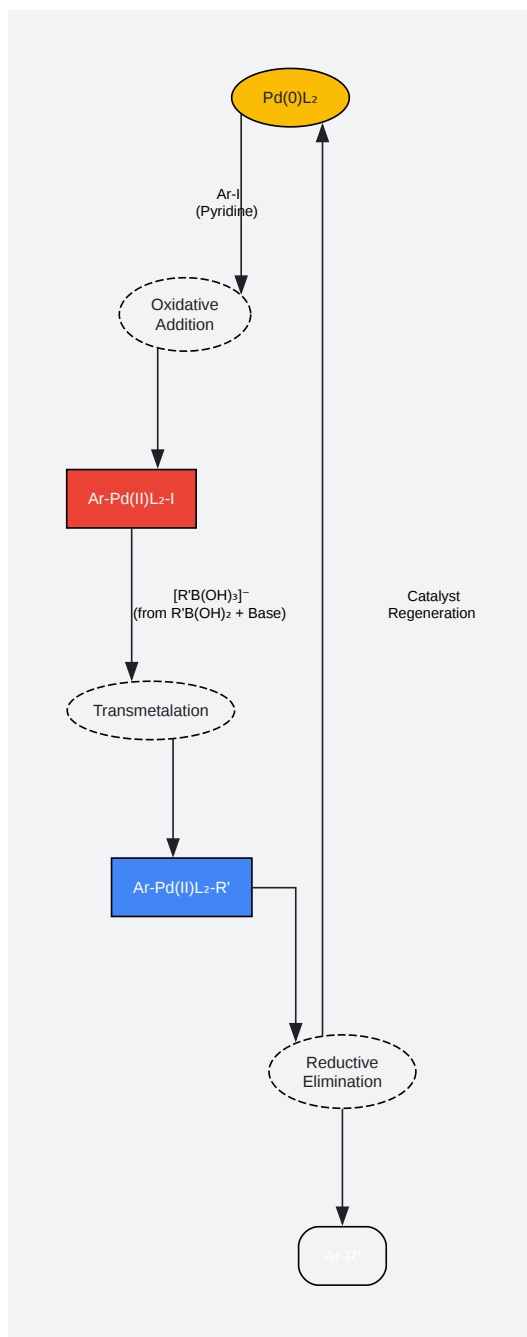 Pd(0)L₂
Ar-I
(Pyridine)
Oxidative
Addition
Ar-Pd(II)L₂-I
[R'B(OH)₃]⁻
(from R'B(OH)₂ + Base)
Catalyst
Regeneration
Transmetalation
Ar-Pd(II)L₂-R'
Reductive
Elimination
Ar-R'